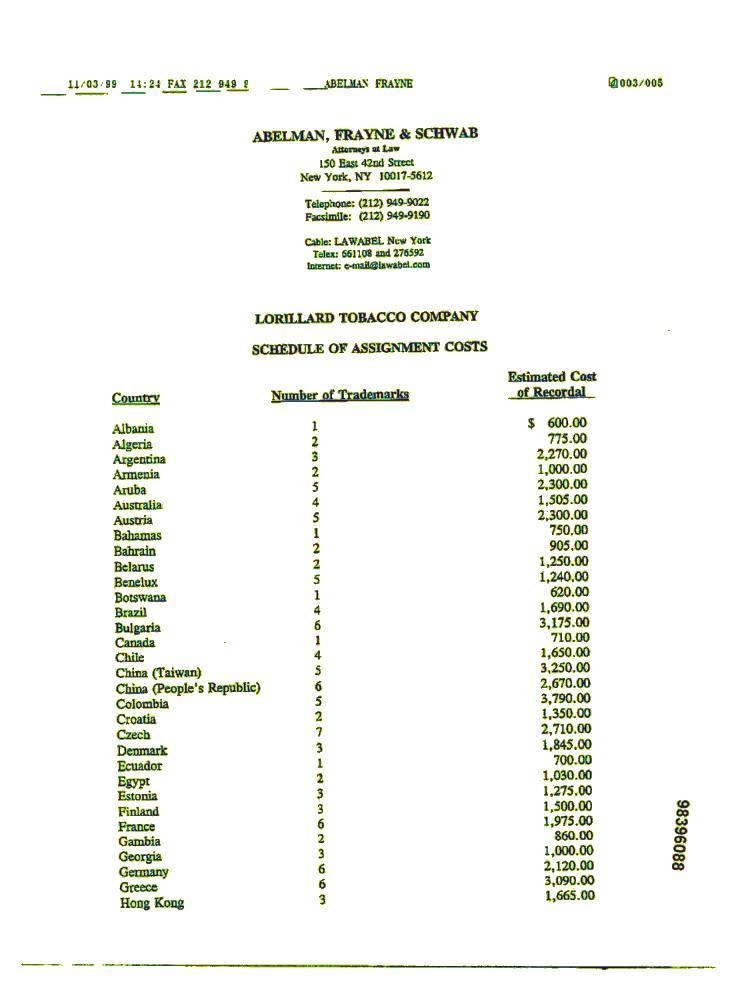 11/03/99 14:24 FAX 212 949 ABELMAN FRAYNE 003/005
ABELMAN, FRAYNE & SCHWAB
Attorneys at Law
150 East 42nd Street
New York, NY 10017-5612
Telephone: (212) 949-9022
Facsimile: (212) 949-9190
Cable: LAWABEL New York
Telex: 661108 and 276592
Internet: e-mail@lawabel.com
LORILLARD TOBACCO COMPANY
SCHEDULE OF ASSIGNMENT COSTS
Country Number of Trademarks Estimated Cost of Recordal
Albania 1 $ 600.00
Algeria 2 775.00
Argentina 3 2,270.00
Armenia 2 1,000.00
Aruba 5 2,300.00
Australia 4 1,505.00
Austria 5 2,300.00
Bahamas 1 750.00
Bahrain 2 905.00
Belarus 2 1,250.00
Benelux 5 1,240.00
Botswana 1 620.00
Brazil 4 1,690.00
Bulgaria 6 3,175.00
Canada 1 710.00
Chile 4 1,650.00
China (Taiwan) 5 3,250.00
China (People's Republic) 6 2,670.00
Colombia 5 3,790.00
Croatia 2 1,350.00
Czech 7 2,710.00
Denmark 3 1,845.00
Ecuador 1 700.00
Egypt 2 1,030.00
Estonia 3 1,275.00
Finland 3 1,500.00
France 6 1,975.00
Gambia 2 860.00
Georgia 3 1,000.00
Germany 6 2,120.00
Greece 6 3,090.00
Hong Kong 3 1,665.00
98396088